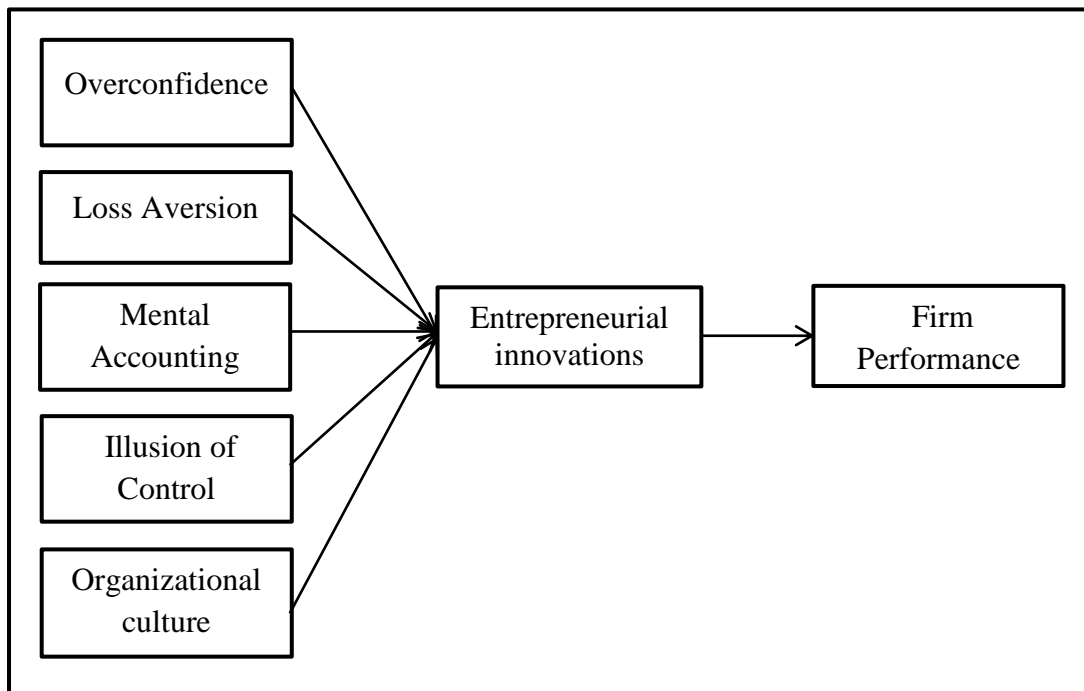 Overconfidence
Loss Aversion
Mental
Accounting
Illusion of
Control
Organizational
culture
Entrepreneurial
innovations
Firm
Performance